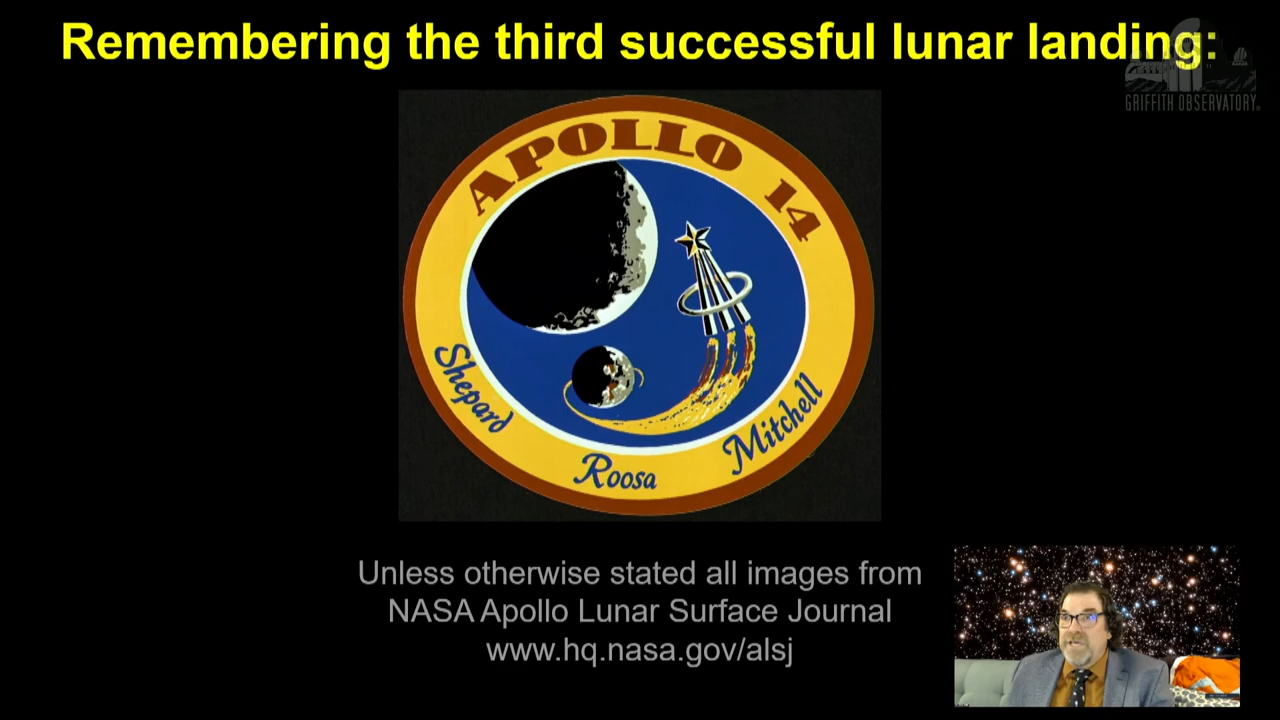 Remembering the third successful lunar landing:
GRIFFITH OBSERVATORY
APOLLO 14
Shepard
Roosa
Mitchell
Unless otherwise stated all images from
NASA Apollo Lunar Surface Journal
www.hq.nasa.gov/alsj